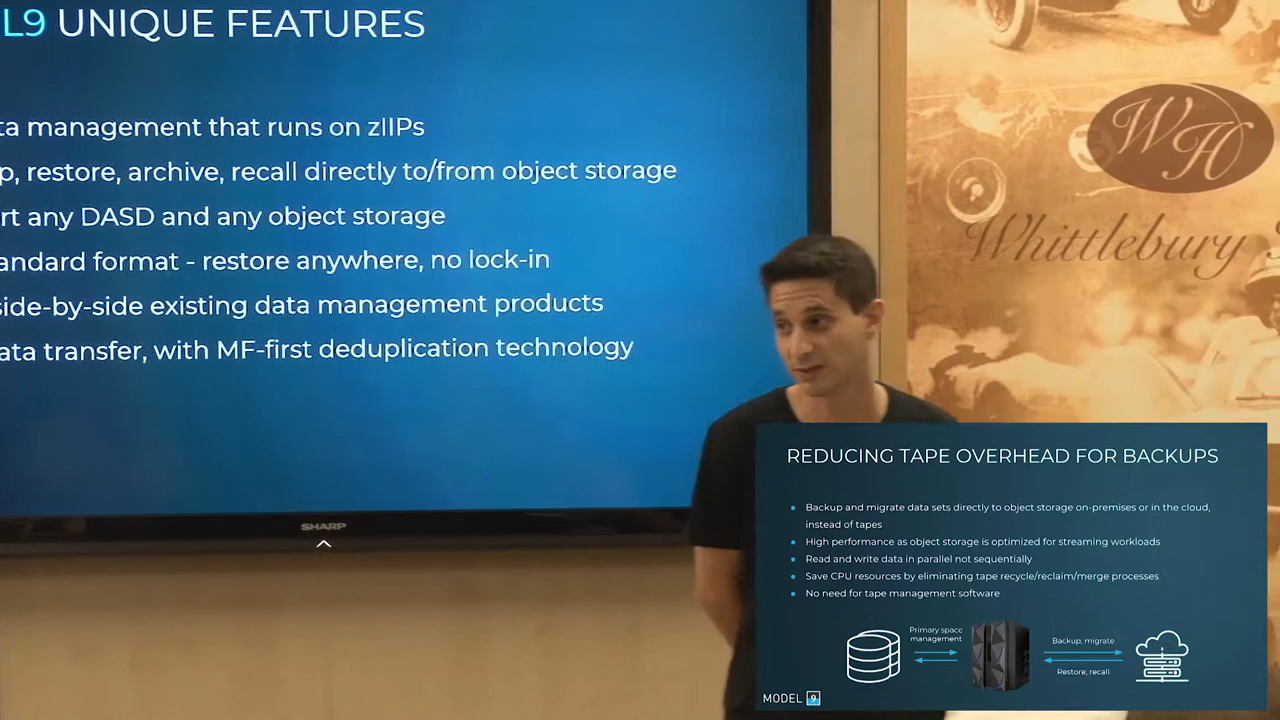 L9 UNIQUE FEATURES
ta management that runs on zIIPs
p, restore, archive, recall directly to/from object storage
rt any DASD and any object storage
andard format - restore anywhere, no lock-in
side-by-side existing data management products
ata transfer, with MF-first deduplication technology
SHARP
WH
Whittlebury
REDUCING TAPE OVERHEAD FOR BACKUPS
• Backup and migrate data sets directly to object storage on-premises or in the cloud,
instead of tapes
• High performance as object storage is optimized for streaming workloads
• Read and write data in parallel not sequentially
• Save CPU resources by eliminating tape recycle/reclaim/merge processes
• No need for tape management software
Primary space
management
Backup, migrate
Restore, recall
MODEL 9